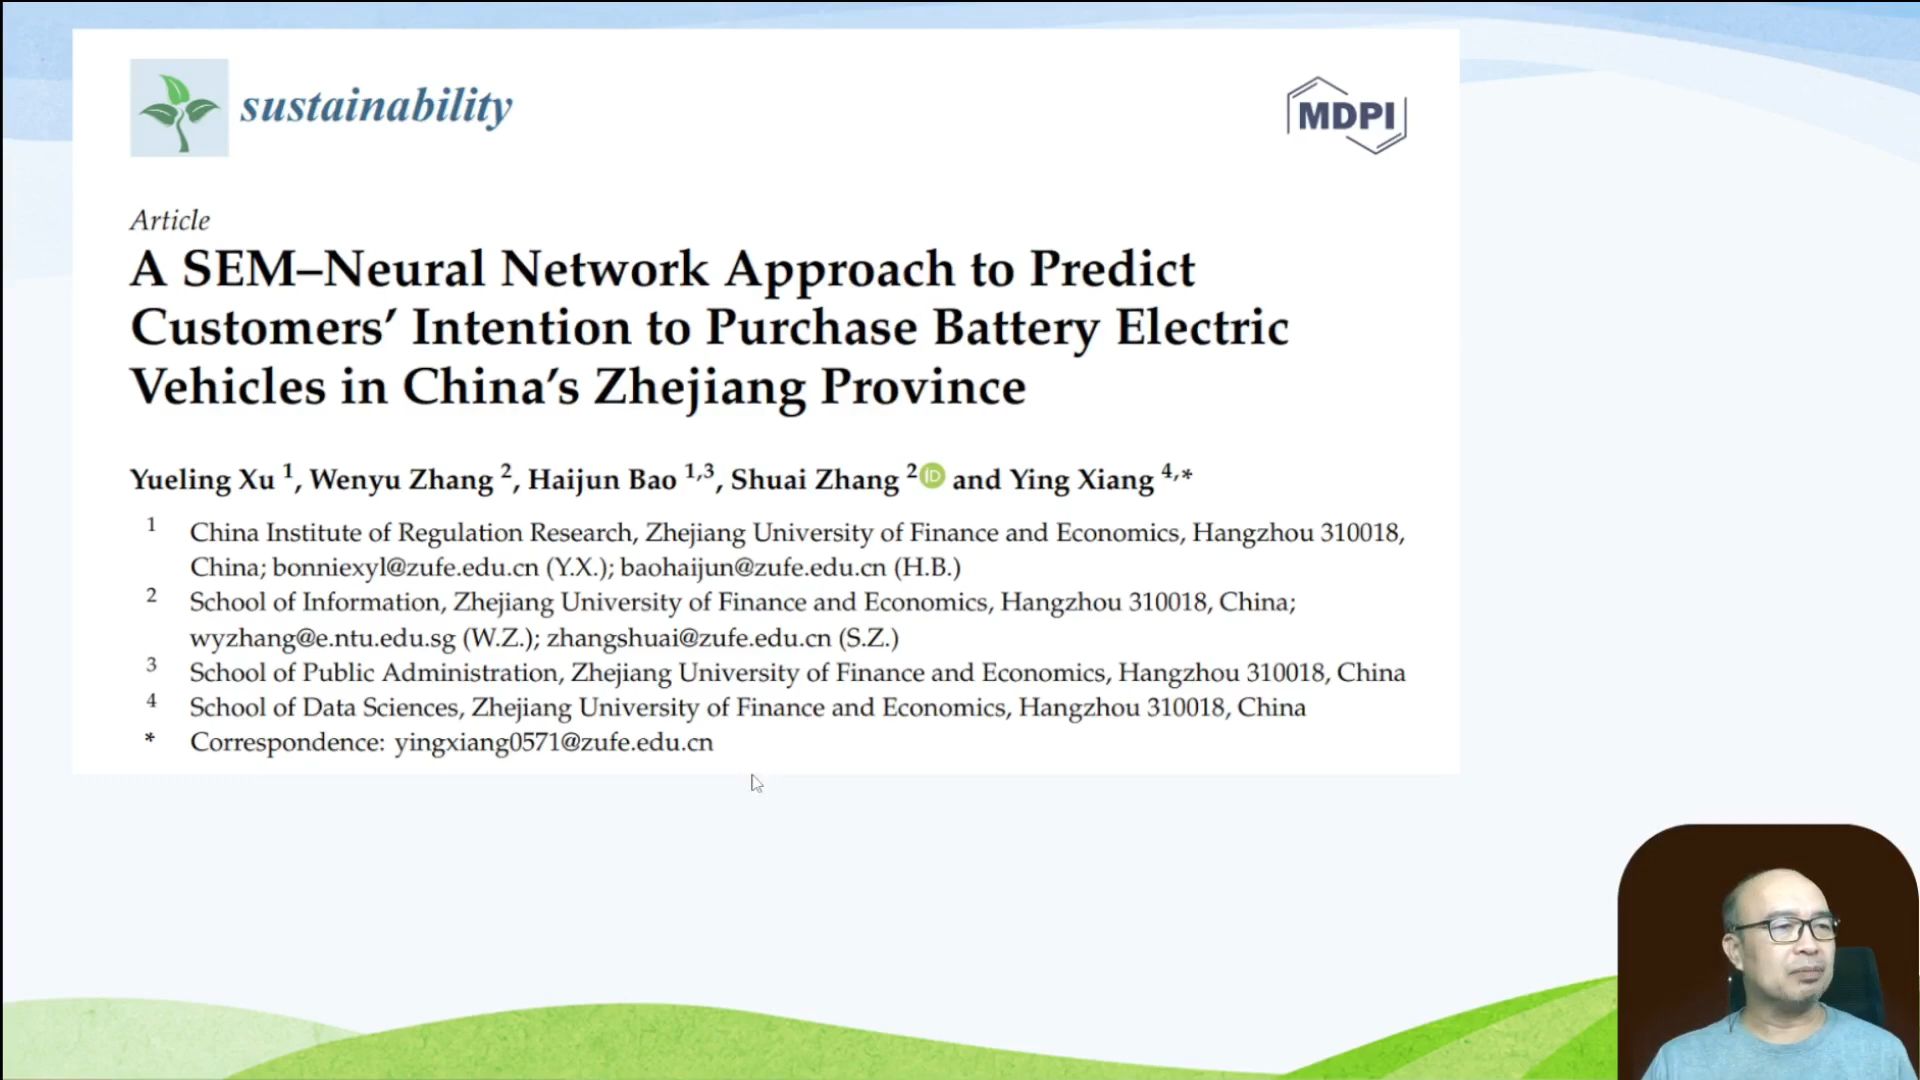 sustainability
MDPI
Article
A SEM–Neural Network Approach to Predict
Customers’ Intention to Purchase Battery Electric
Vehicles in China’s Zhejiang Province
Yueling Xu 1, Wenyu Zhang 2, Haijun Bao 1,3, Shuai Zhang 2 iD and Ying Xiang 4,*
1 China Institute of Regulation Research, Zhejiang University of Finance and Economics, Hangzhou 310018,
China; bonniexyl@zufe.edu.cn (Y.X.); baohaijun@zufe.edu.cn (H.B.)
2 School of Information, Zhejiang University of Finance and Economics, Hangzhou 310018, China;
wyzhang@e.ntu.edu.sg (W.Z.); zhangshuai@zufe.edu.cn (S.Z.)
3 School of Public Administration, Zhejiang University of Finance and Economics, Hangzhou 310018, China
4 School of Data Sciences, Zhejiang University of Finance and Economics, Hangzhou 310018, China
* Correspondence: yingxiang0571@zufe.edu.cn